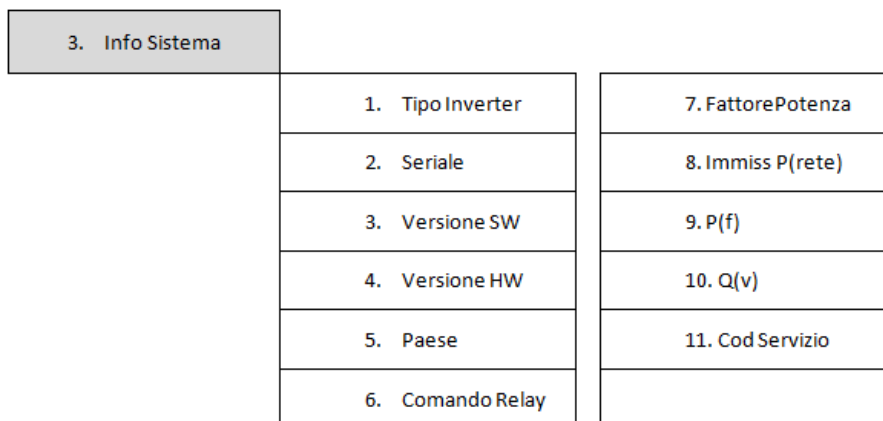 3. Info Sistema
1. Tipo Inverter
2. Seriale
3. Versione SW
4. Versione HW
5. Paese
6. Comando Relay
7. FattorePotenza
8. Immiss P(rete)
9. P(f)
10. Q(v)
11. Cod Servizio